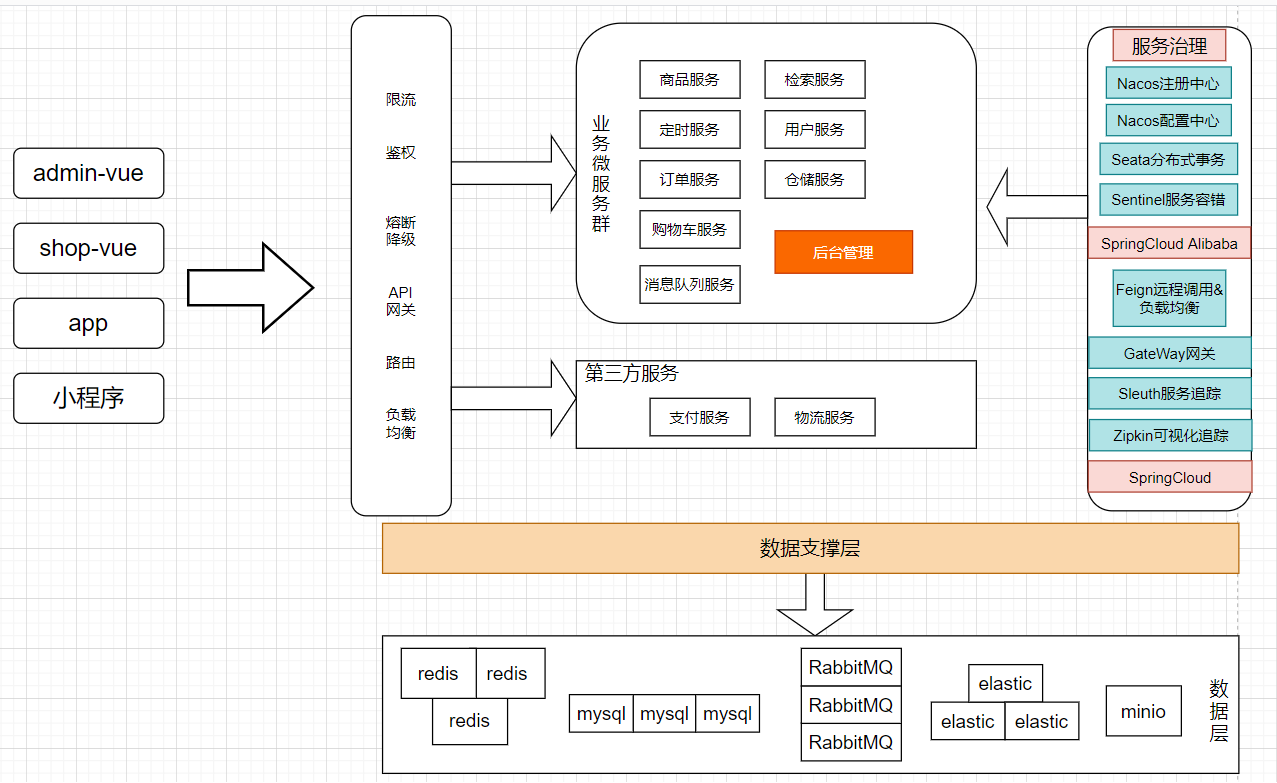 admin-vue
shop-vue
app
小程序
限流
鉴权
熔断
降级
API
网关
路由
负载
均衡
业务微服务群
商品服务
检索服务
定时服务
用户服务
订单服务
仓储服务
购物车服务
后台管理
消息队列服务
第三方服务
支付服务
物流服务
服务治理
Nacos注册中心
Nacos配置中心
Seata分布式事务
Sentinel服务容错
SpringCloud Alibaba
Feign远程调用&
负载均衡
GateWay网关
Sleuth服务追踪
Zipkin可视化追踪
SpringCloud
数据支撑层
redis
redis
redis
mysql
mysql
mysql
RabbitMQ
RabbitMQ
RabbitMQ
elastic
elastic
elastic
minio
数据层